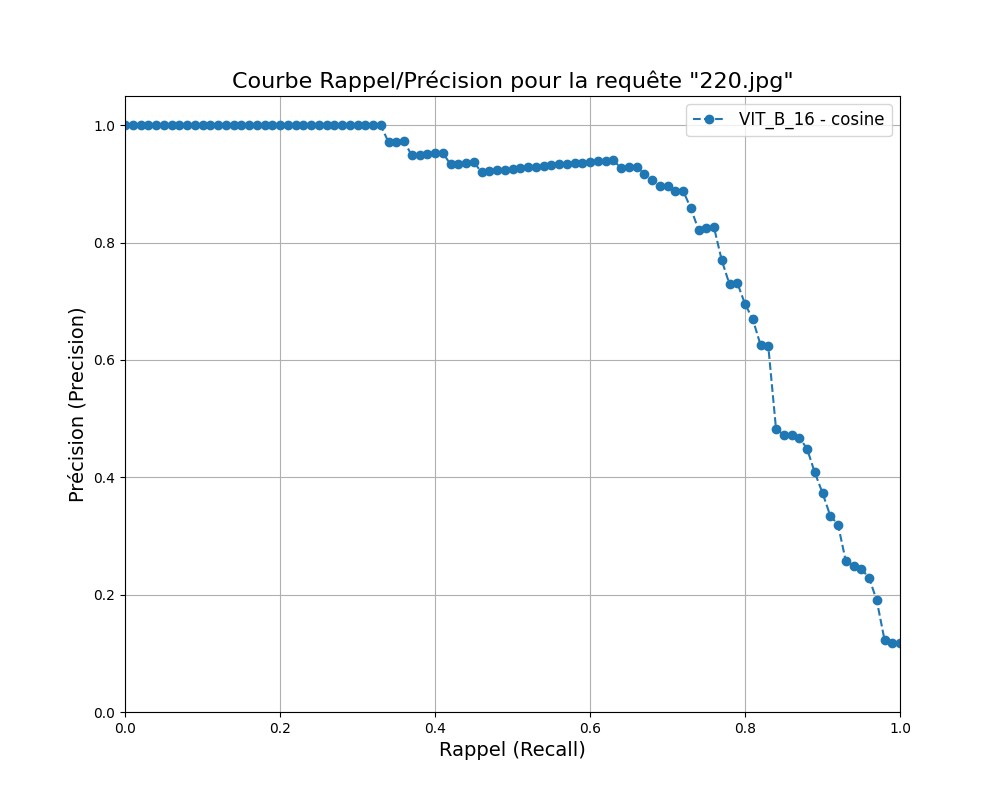 Courbe Rappel/Précision pour la requête "220.jpg"
VIT_B_16 - cosine
Précision (Precision)
1.0
0.8
0.6
0.4
0.2
0.0
0.0 0.2 0.4 0.6 0.8 1.0
Rappel (Recall)